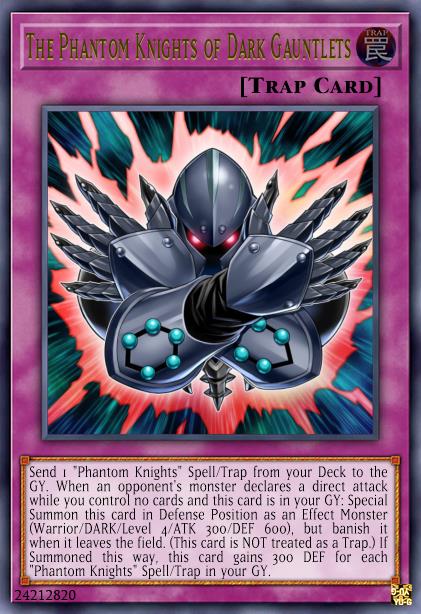 The Phantom Knights of Dark Gauntlets
TRAP
罠
[Trap Card]
Send 1 "Phantom Knights" Spell/Trap from your Deck to the
GY. When an opponent's monster declares a direct attack
while you control no cards and this card is in your GY: Special
Summon this card in Defense Position as an Effect Monster
(Warrior/DARK/Level 4/ATK 300/DEF 600), but banish it
when it leaves the field. (This card is NOT treated as a Trap.) If
Summoned this way, this card gains 300 DEF for each
"Phantom Knights" Spell/Trap in your GY.
24212820